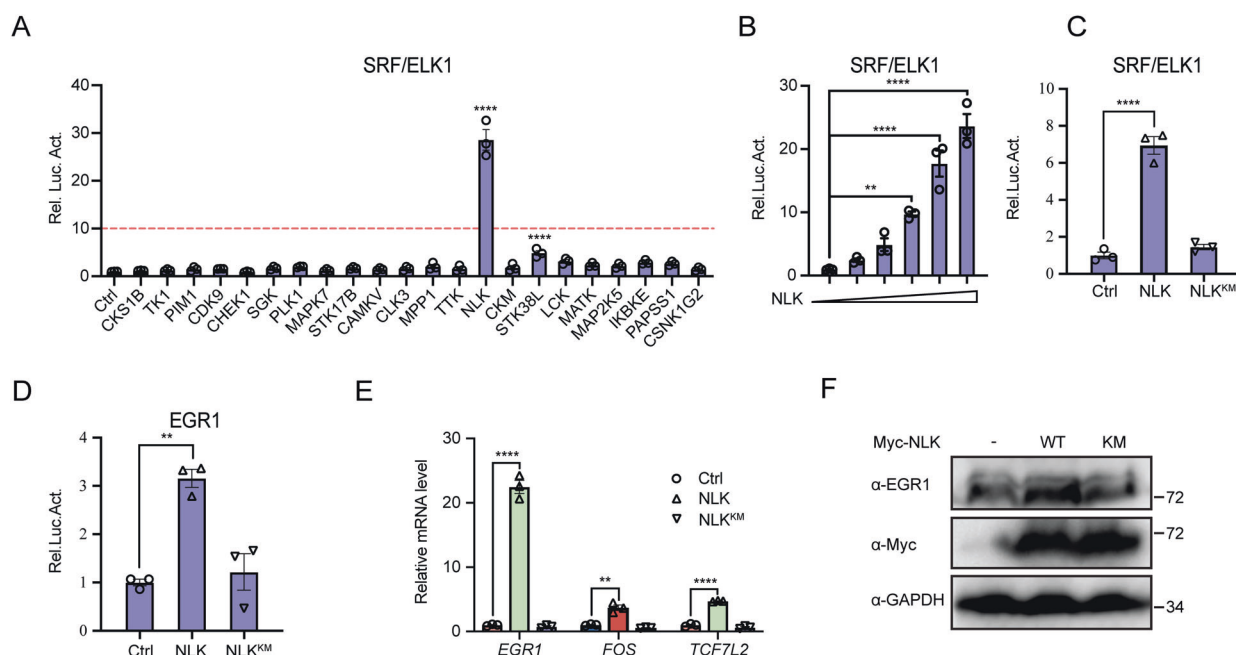 A
SRF/ELK1
Rel. Luc. Act.
40
30
20
10
0
****
****
Ctrl
CKS1B
TK1
PIM1
CDK9
CHEK1
SGK
PLK1
MAPK7
STK17B
CAMKV
CLK3
MPP1
TTK
NLK
CKM
STK38L
LCK
MATK
MAP2K5
IKBKE
PAPSS1
CSNK1G2
B
SRF/ELK1
Rel.Luc.Act.
30
20
10
0
****
****
**
NLK
C
SRF/ELK1
Rel.Luc.Act.
8
6
4
2
0
****
Ctrl
NLK
NLKKM
D
EGR1
Rel.Luc.Act.
4
3
2
1
0
**
Ctrl
NLK
NLKKM
E
Relative mRNA level
30
20
10
0
****
**
****
Ctrl
NLK
NLKKM
EGR1
FOS
TCF7L2
F
Myc-NLK - WT KM
α-EGR1
72
α-Myc
72
α-GAPDH
34